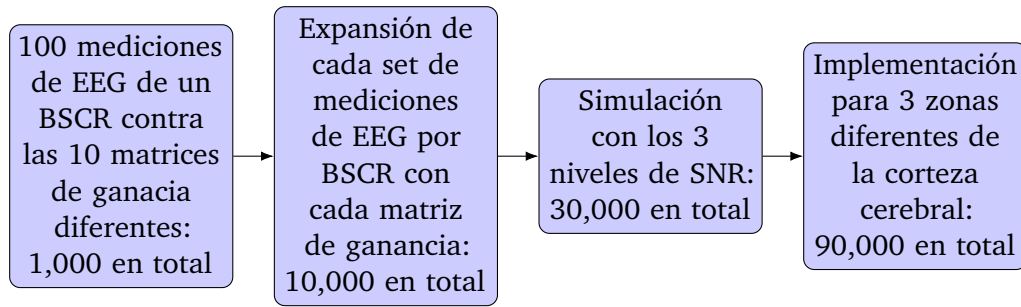 100 mediciones
de EEG de un
BSCR contra
las 10 matrices
de ganacia
diferentes:
1,000 en total
Expansión de
cada set de
mediciones
de EEG por
BSCR con
cada matriz
de ganancia:
10,000 en total
Simulación
con los 3
niveles de SNR:
30,000 en total
Implementación
para 3 zonas
diferentes de
la corteza
cerebral:
90,000 en total